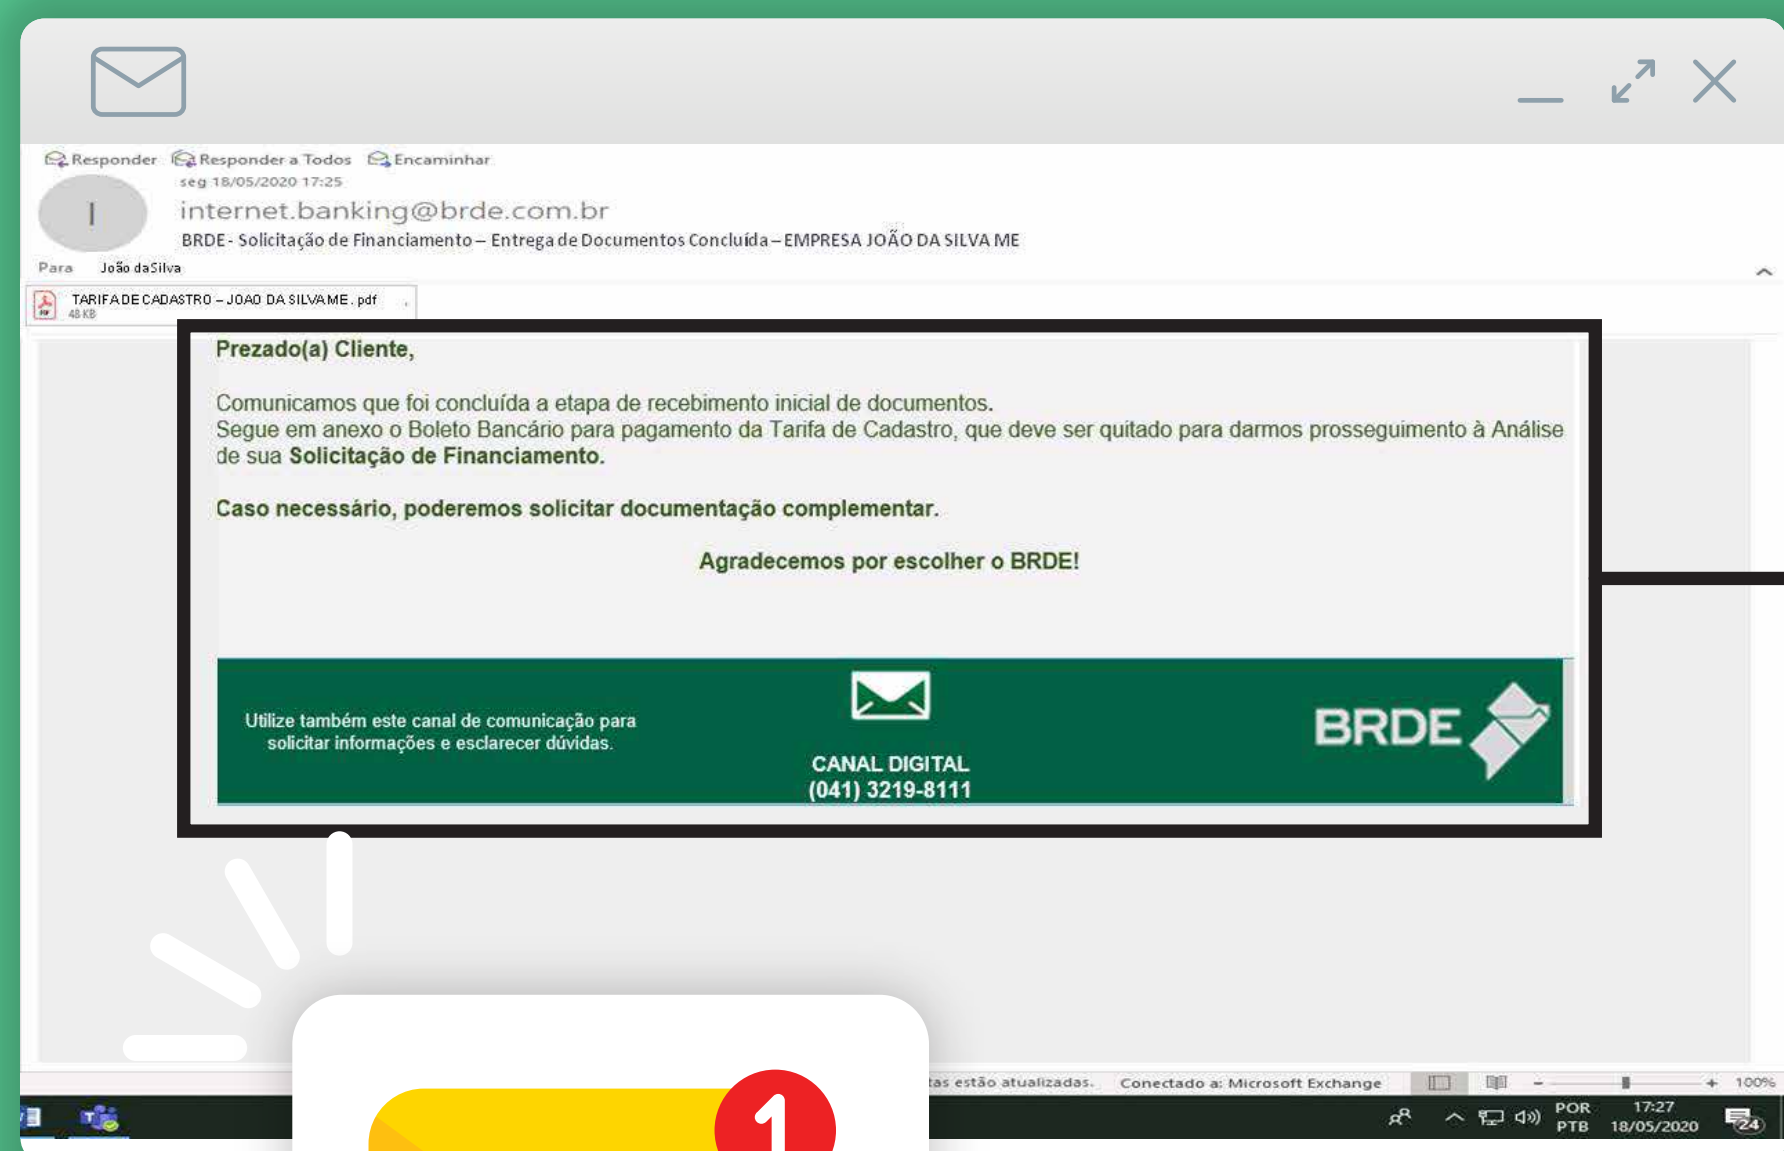 Responder Responder a Todos Encaminhar
seg 18/05/2020 17:25
I
internet.banking@brde.com.br
BRDE- Solicitação de Financiamento – Entrega de Documentos Concluída – EMPRESA JOÃO DA SILVA ME
Para João daSilva
TARIFA DE CADASTRO – JOAO DA SILVA ME . pdf
48 KB
Prezado(a) Cliente,
Comunicamos que foi concluída a etapa de recebimento inicial de documentos.
Segue em anexo o Boleto Bancário para pagamento da Tarifa de Cadastro, que deve ser quitado para darmos prosseguimento à Análise
de sua Solicitação de Financiamento.
Caso necessário, poderemos solicitar documentação complementar.
Agradecemos por escolher o BRDE!
Utilize também este canal de comunicação para
solicitar informações e esclarecer dúvidas.
CANAL DIGITAL
(041) 3219-8111
BRDE
estão atualizadas. Conectado a: Microsoft Exchange - + 100%
1
POR
PTB
17:27
18/05/2020
24